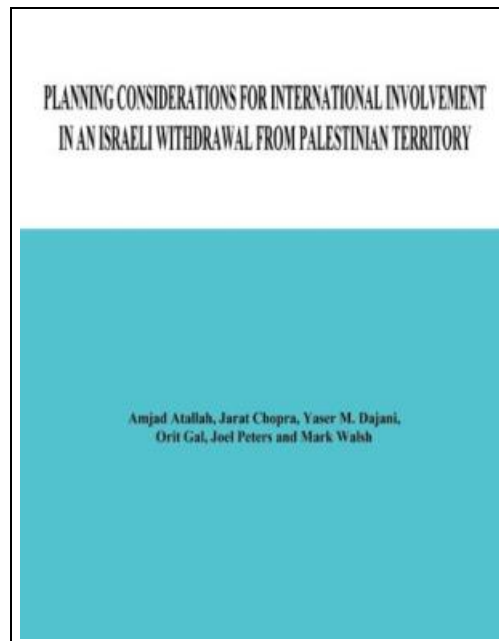 PLANNING CONSIDERATIONS FOR INTERNATIONAL INVOLVEMENT
IN AN ISRAELI WITHDRAWAL FROM PALESTINIAN TERRITORY
Amjad Atallah, Jarat Chopra, Yaser M. Dajani,
Orit Gal, Joel Peters and Mark Walsh